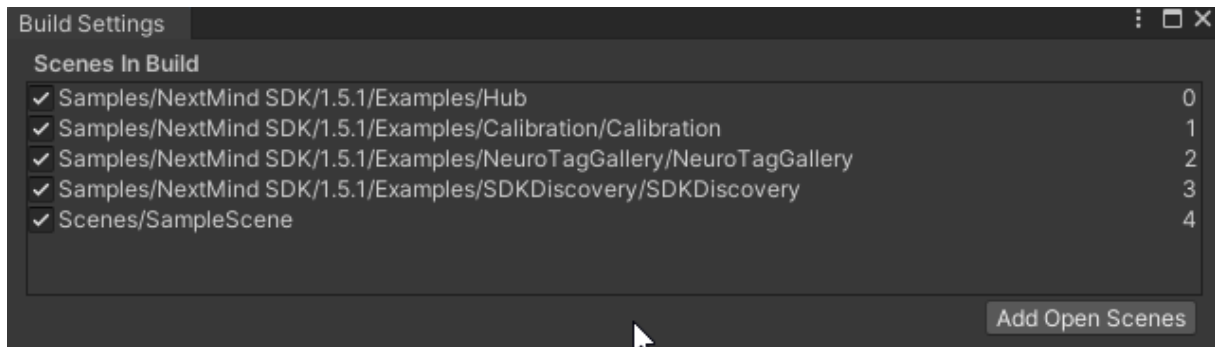 Build Settings
Scenes In Build
Samples/NextMind SDK/1.5.1/Examples/Hub 0
Samples/NextMind SDK/1.5.1/Examples/Calibration/Calibration 1
Samples/NextMind SDK/1.5.1/Examples/NeuroTagGallery/NeuroTagGallery 2
Samples/NextMind SDK/1.5.1/Examples/SDKDiscovery/SDKDiscovery 3
Scenes/SampleScene 4
Add Open Scenes